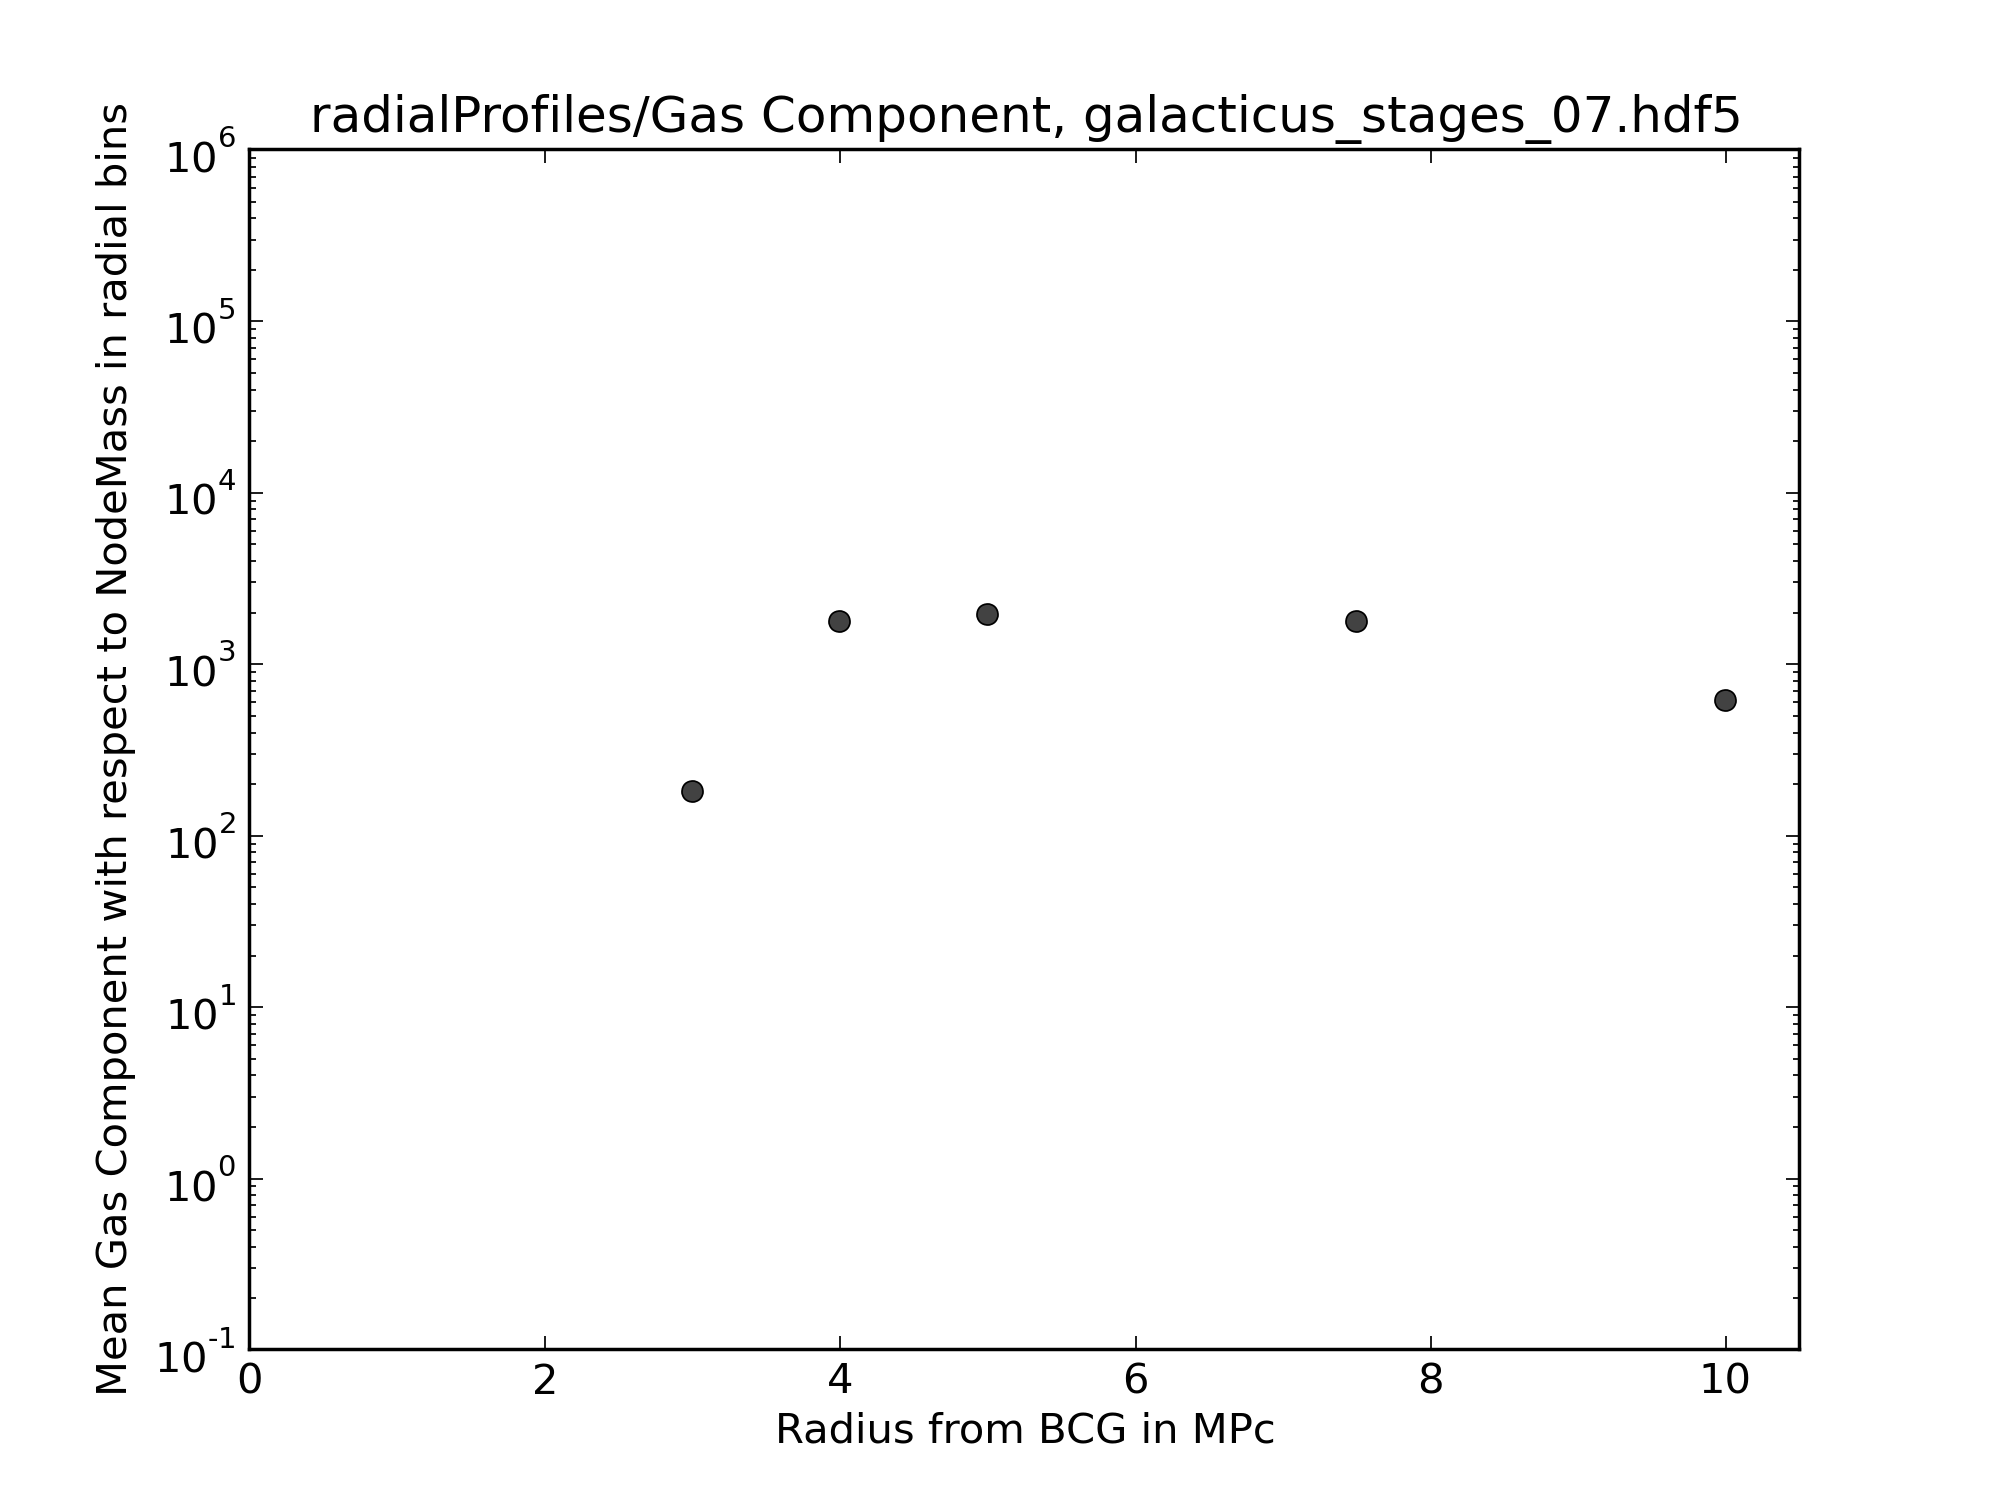 radialProfiles/Gas Component, galacticus_stages_07.hdf5
Mean Gas Component with respect to NodeMass in radial bins
10^6
10^5
10^4
10^3
10^2
10^1
10^0
10^-1
0 2 4 6 8 10
Radius from BCG in MPc